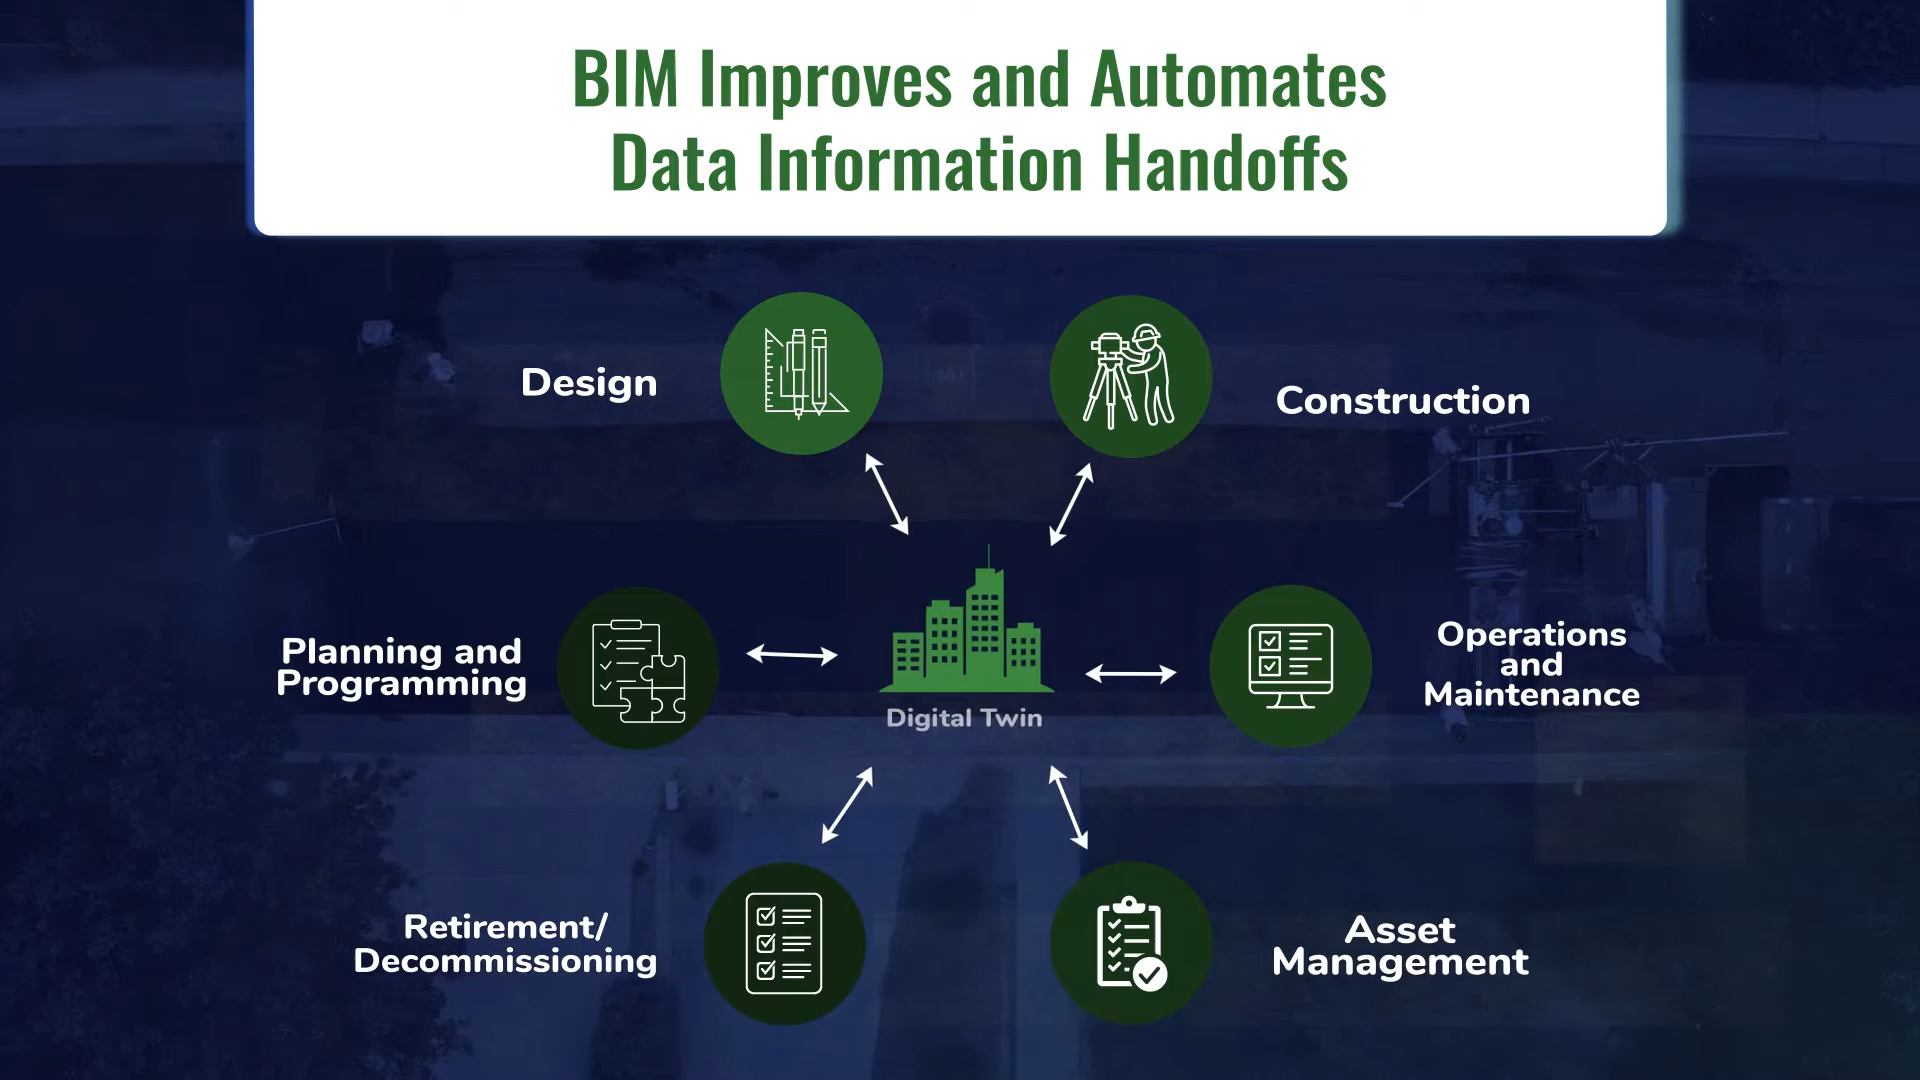 BIM Improves and Automates
Data Information Handoffs
Design
Construction
Planning and
Programming
Operations
and
Maintenance
Digital Twin
Retirement/
Decommissioning
Asset
Management